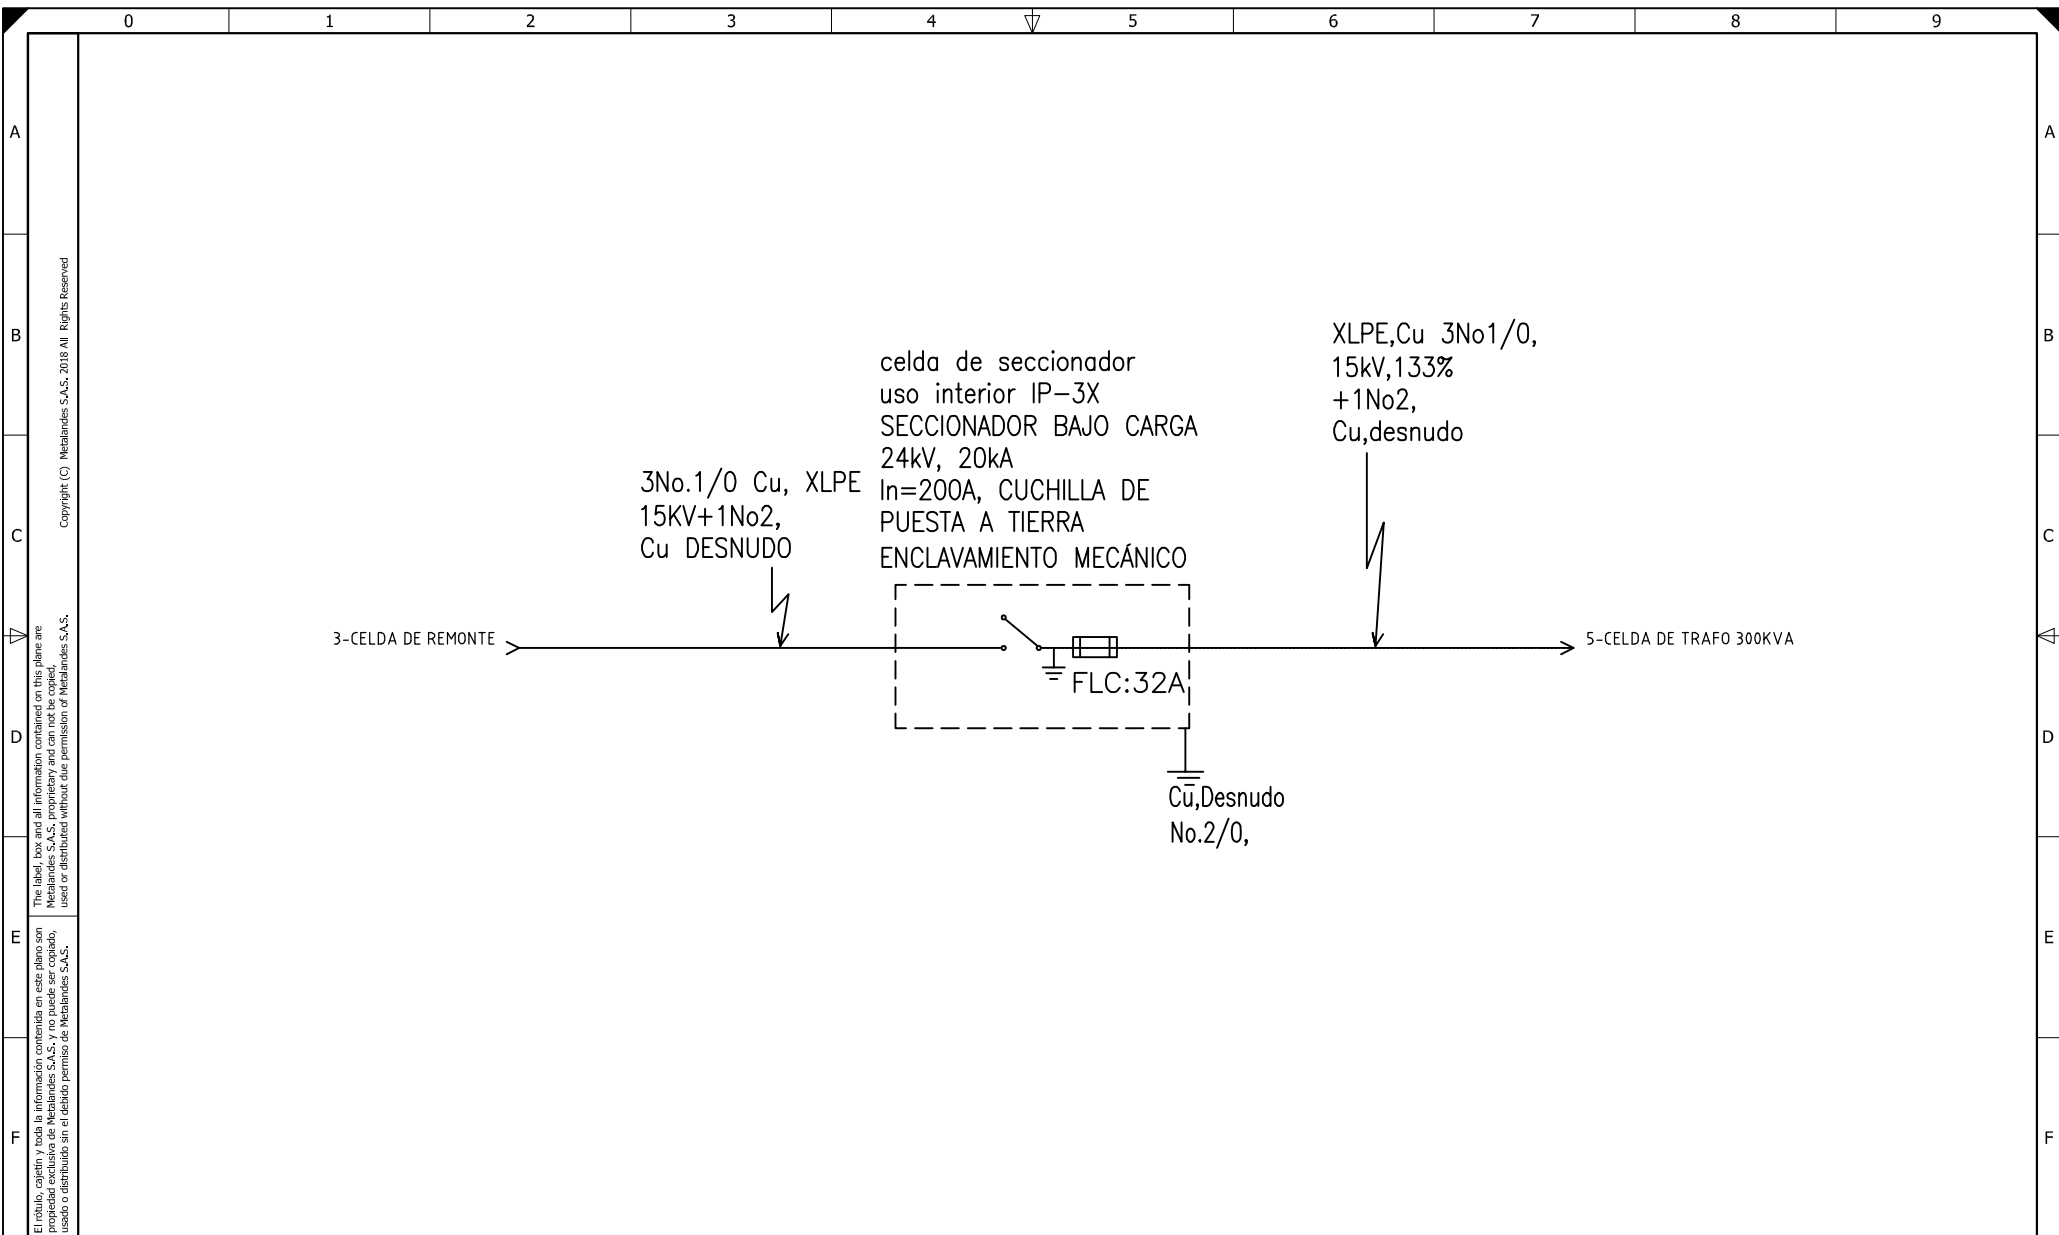 0 1 2 3 4 5 6 7 8 9
A
B
C
D
E
F
A
B
C
D
E
F
Copyright (C) Metalandes S.A.S. 2018 All Rights Reserved
The label, box and all information contained on this plane are
Metalandes S.A.S. proprietary and can not be copied,
used or distributed without due permission of Metalandes S.A.S.
El rótulo, cajetín y toda la información contenida en este plano son
propiedad exclusiva de Metalandes S.A.S. y no puede ser copiado,
usado o distribuido sin el debido permiso de Metalandes S.A.S.
3-CELDA DE REMONTE
3No.1/0 Cu, XLPE
15KV+1No2,
Cu DESNUDO
celda de seccionador
uso interior IP-3X
SECCIONADOR BAJO CARGA
24kV, 20kA
In=200A, CUCHILLA DE
PUESTA A TIERRA
ENCLAVAMIENTO MECÁNICO
FLC:32A
Cu,Desnudo
No.2/0,
XLPE,Cu 3No1/0,
15kV,133%
+1No2,
Cu,desnudo
5-CELDA DE TRAFO 300KVA